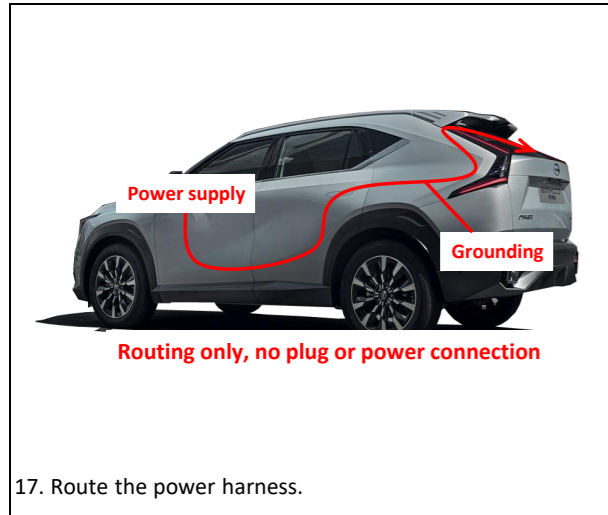 Power supply
Grounding
Routing only, no plug or power connection
17. Route the power harness.